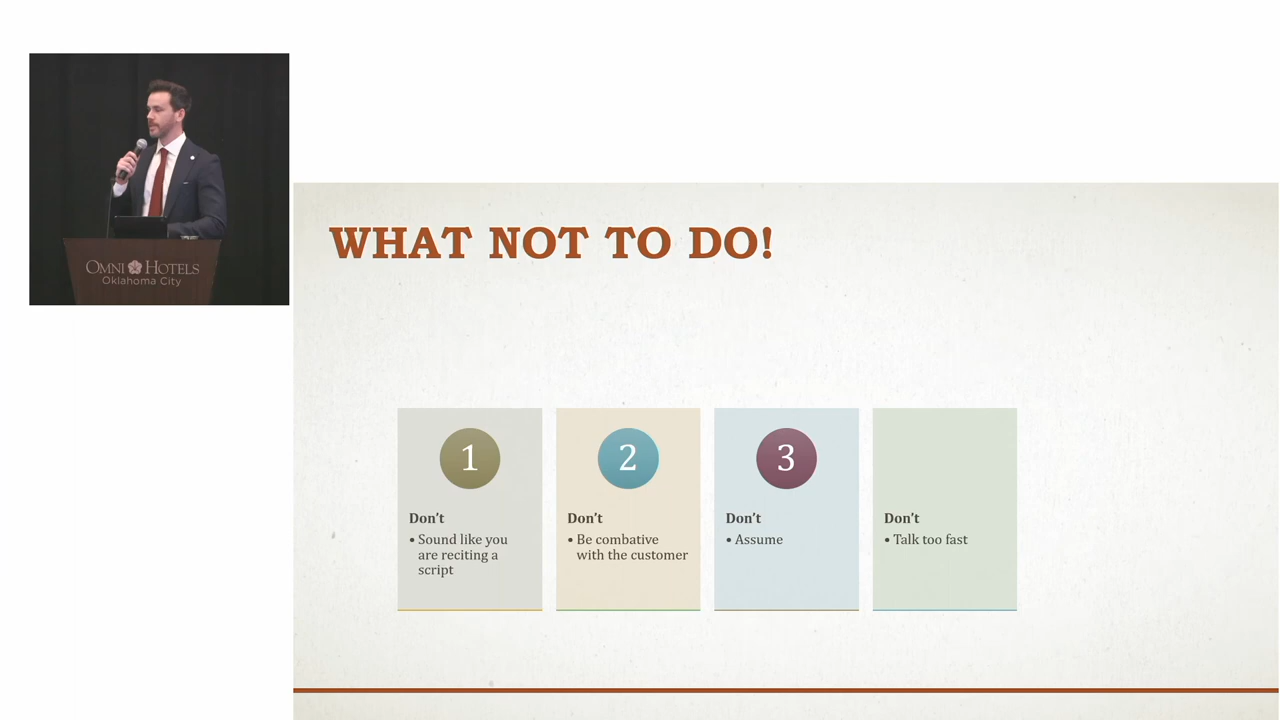 OMNI HOTELS
Oklahoma City
WHAT NOT TO DO!
1
Don't
• Sound like you
are reciting a
script
2
Don't
• Be combative
with the customer
3
Don't
• Assume
Don't
• Talk too fast